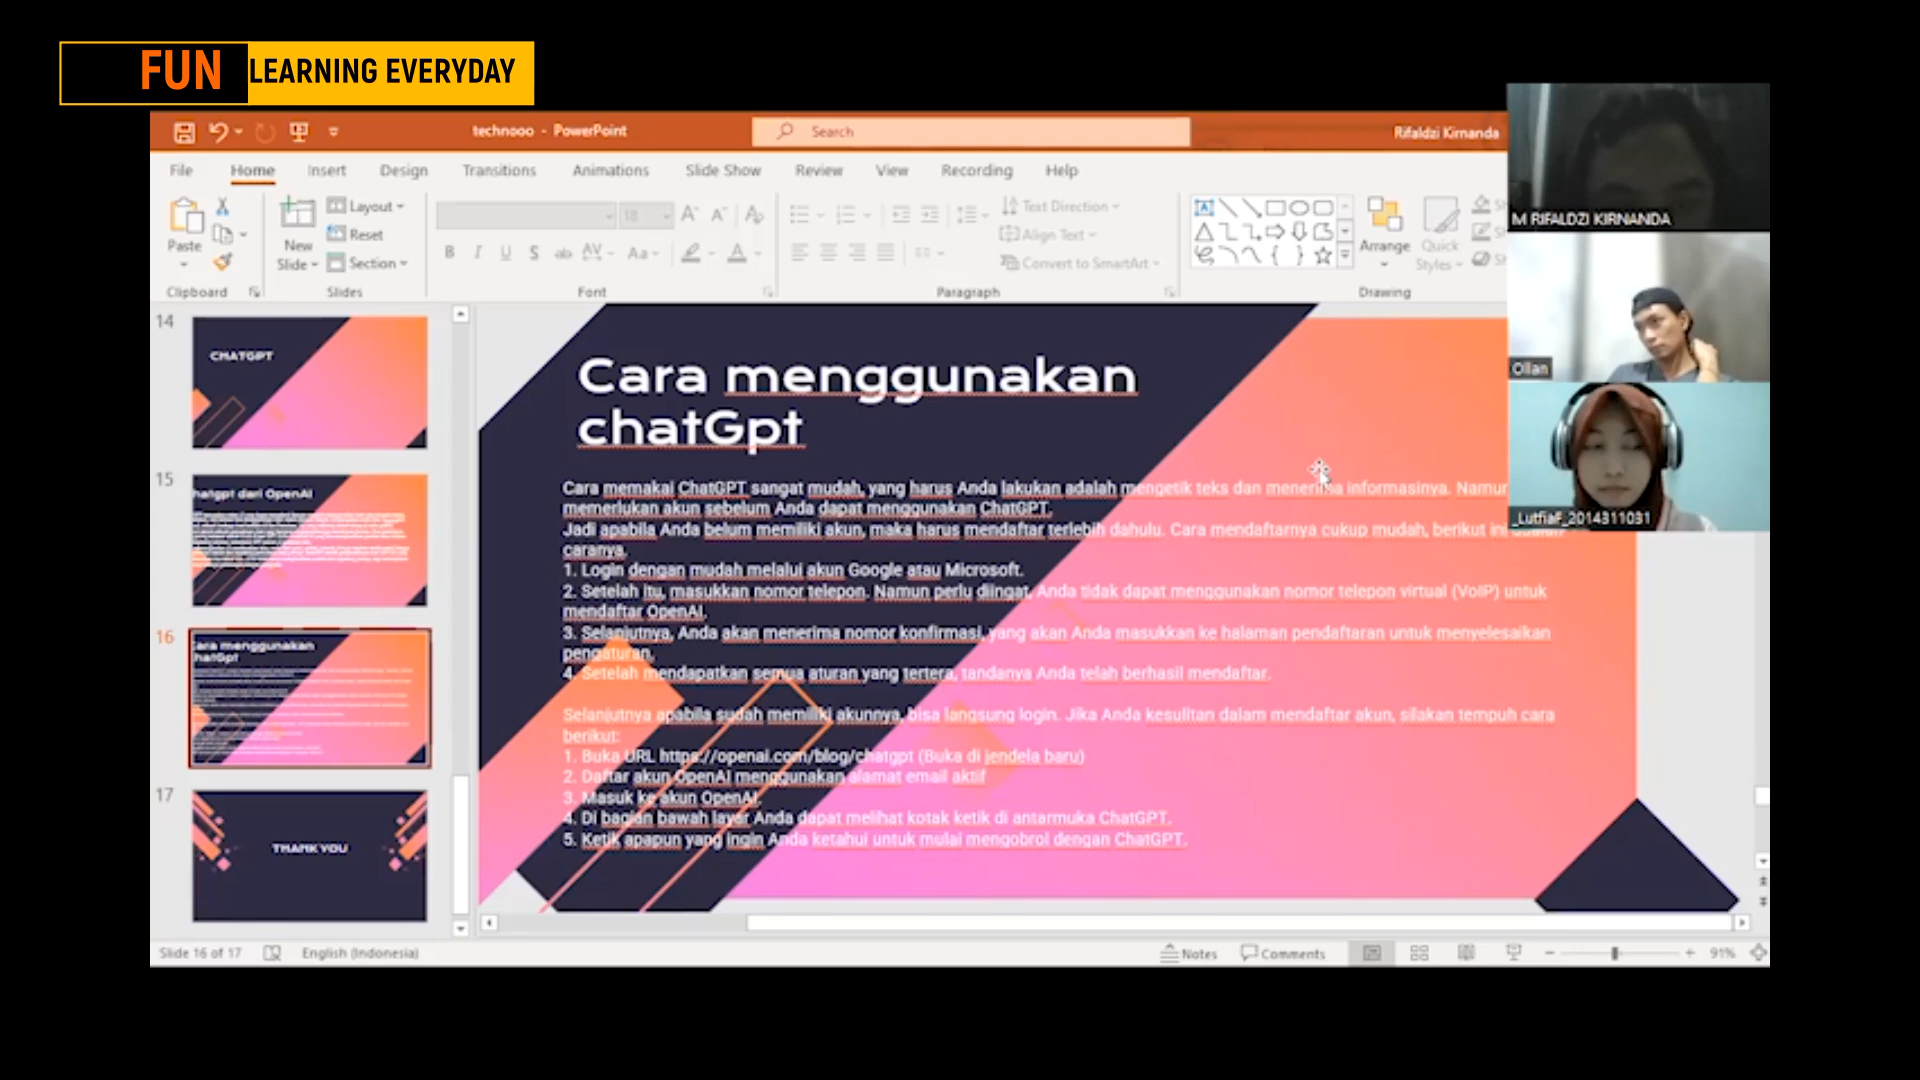 FUN LEARNING EVERYDAY
technooo - PowerPoint
Search
Rifaldzi Kirnanda
File Home Insert Design Transitions Animations Slide Show Review View Recording Help
Paste
New Slide
Layout
Reset
Section
18
Text Direction
Align Text
Convert to SmartArt
Arrange
Quick Styles
Clipboard Slides Font Paragraph Drawing
M RIFALDZI KIRNANDA
Ollan
_LutfiaF_2014311031
14
CHATGPT
15
hatgpt dari OpenAI
16
Cara menggunakan
hatGpt
17
THANK YOU
Cara menggunakan
chatGpt
Cara memakai ChatGPT sangat mudah, yang harus Anda lakukan adalah mengetik teks dan menerima informasinya. Namun
memerlukan akun sebelum Anda dapat menggunakan ChatGPT.
Jadi apabila Anda belum memiliki akun, maka harus mendaftar terlebih dahulu. Cara mendaftarnya cukup mudah, berikut ini adalah
caranya.
1. Login dengan mudah melalui akun Google atau Microsoft.
2. Setelah itu, masukkan nomor telepon. Namun perlu diingat, Anda tidak dapat menggunakan nomor telepon virtual (VoIP) untuk
mendaftar OpenAI.
3. Selanjutnya, Anda akan menerima nomor konfirmasi, yang akan Anda masukkan ke halaman pendaftaran untuk menyelesaikan
pengaturan.
4. Setelah mendapatkan semua aturan yang tertera, tandanya Anda telah berhasil mendaftar.
Selanjutnya apabila sudah memiliki akunnya, bisa langsung login. Jika Anda kesulitan dalam mendaftar akun, silakan tempuh cara
berikut:
1. Buka URL https://openai.com/blog/chatgpt (Buka di jendela baru)
2. Daftar akun OpenAI menggunakan alamat email aktif
3. Masuk ke akun OpenAI.
4. Di bagian bawah layar Anda dapat melihat kotak ketik di antarmuka ChatGPT.
5. Ketik apapun yang ingin Anda ketahui untuk mulai mengobrol dengan ChatGPT.
Slide 16 of 17 English (Indonesia) Notes Comments 91%